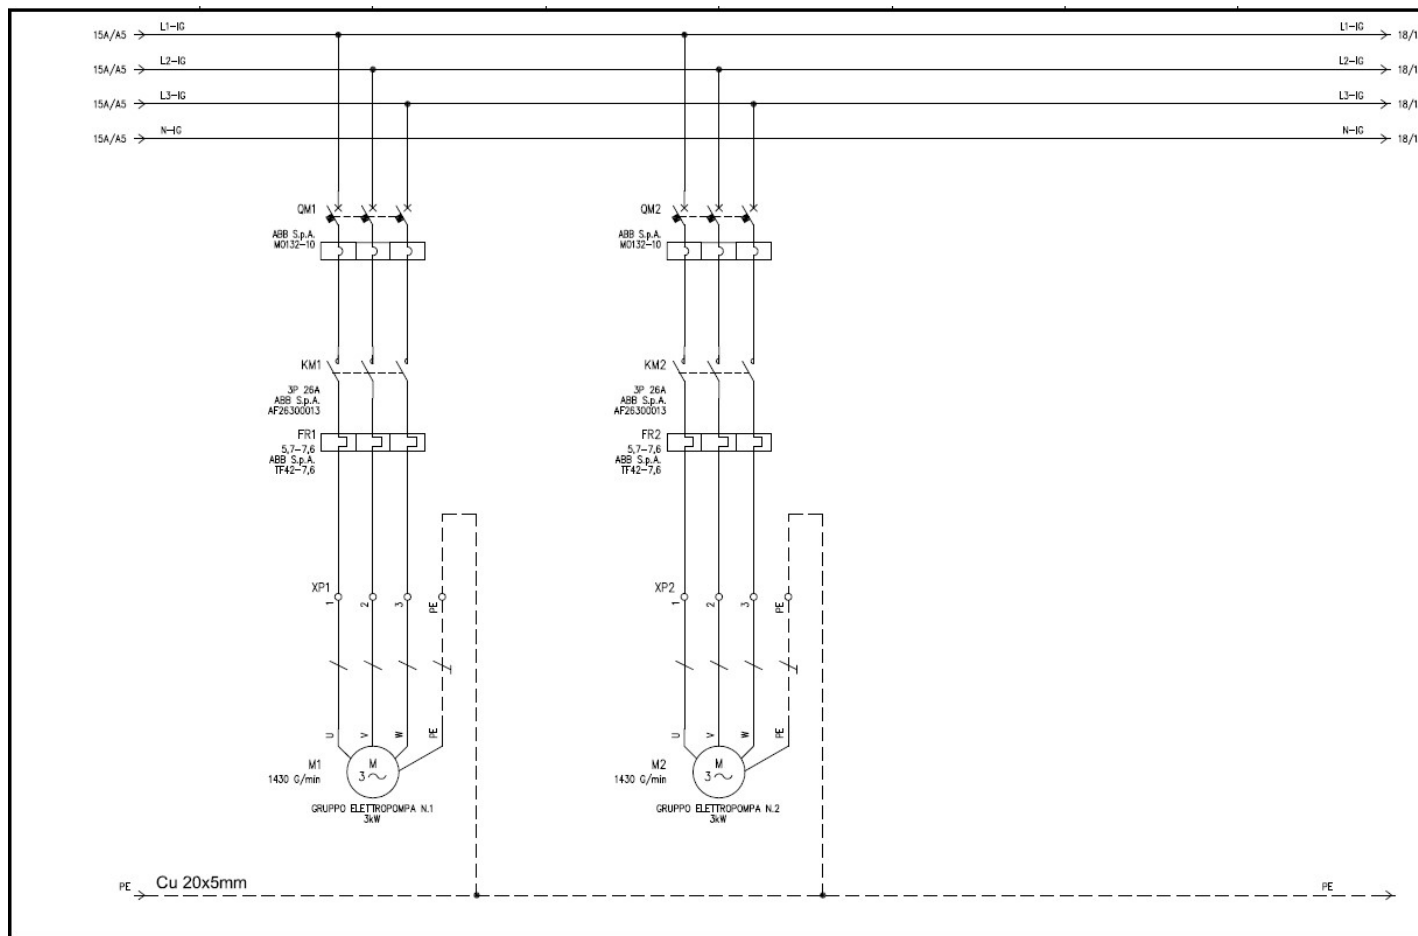 15A/A5 L1-IG L1-IG 18/1
15A/A5 L2-IG L2-IG 18/1
15A/A5 L3-IG L3-IG 18/1
15A/A5 N-IG N-IG 18/1
QM1
ABB S.p.A.
MO132-10
QM2
ABB S.p.A.
MO132-10
KM1
3P 26A
ABB S.p.A.
AF26300013
KM2
3P 26A
ABB S.p.A.
AF26300013
FR1
5,7-7,6
ABB S.p.A.
TF42-7,6
FR2
5,7-7,6
ABB S.p.A.
TF42-7,6
XP1
1 2 3 PE
XP2
1 2 3 PE
U V W PE
U V W PE
M1
1430 G/min
M
3
GRUPPO ELETTROPOMPA N.1
3kW
M2
1430 G/min
M
3
GRUPPO ELETTROPOMPA N.2
3kW
PE Cu 20x5mm PE